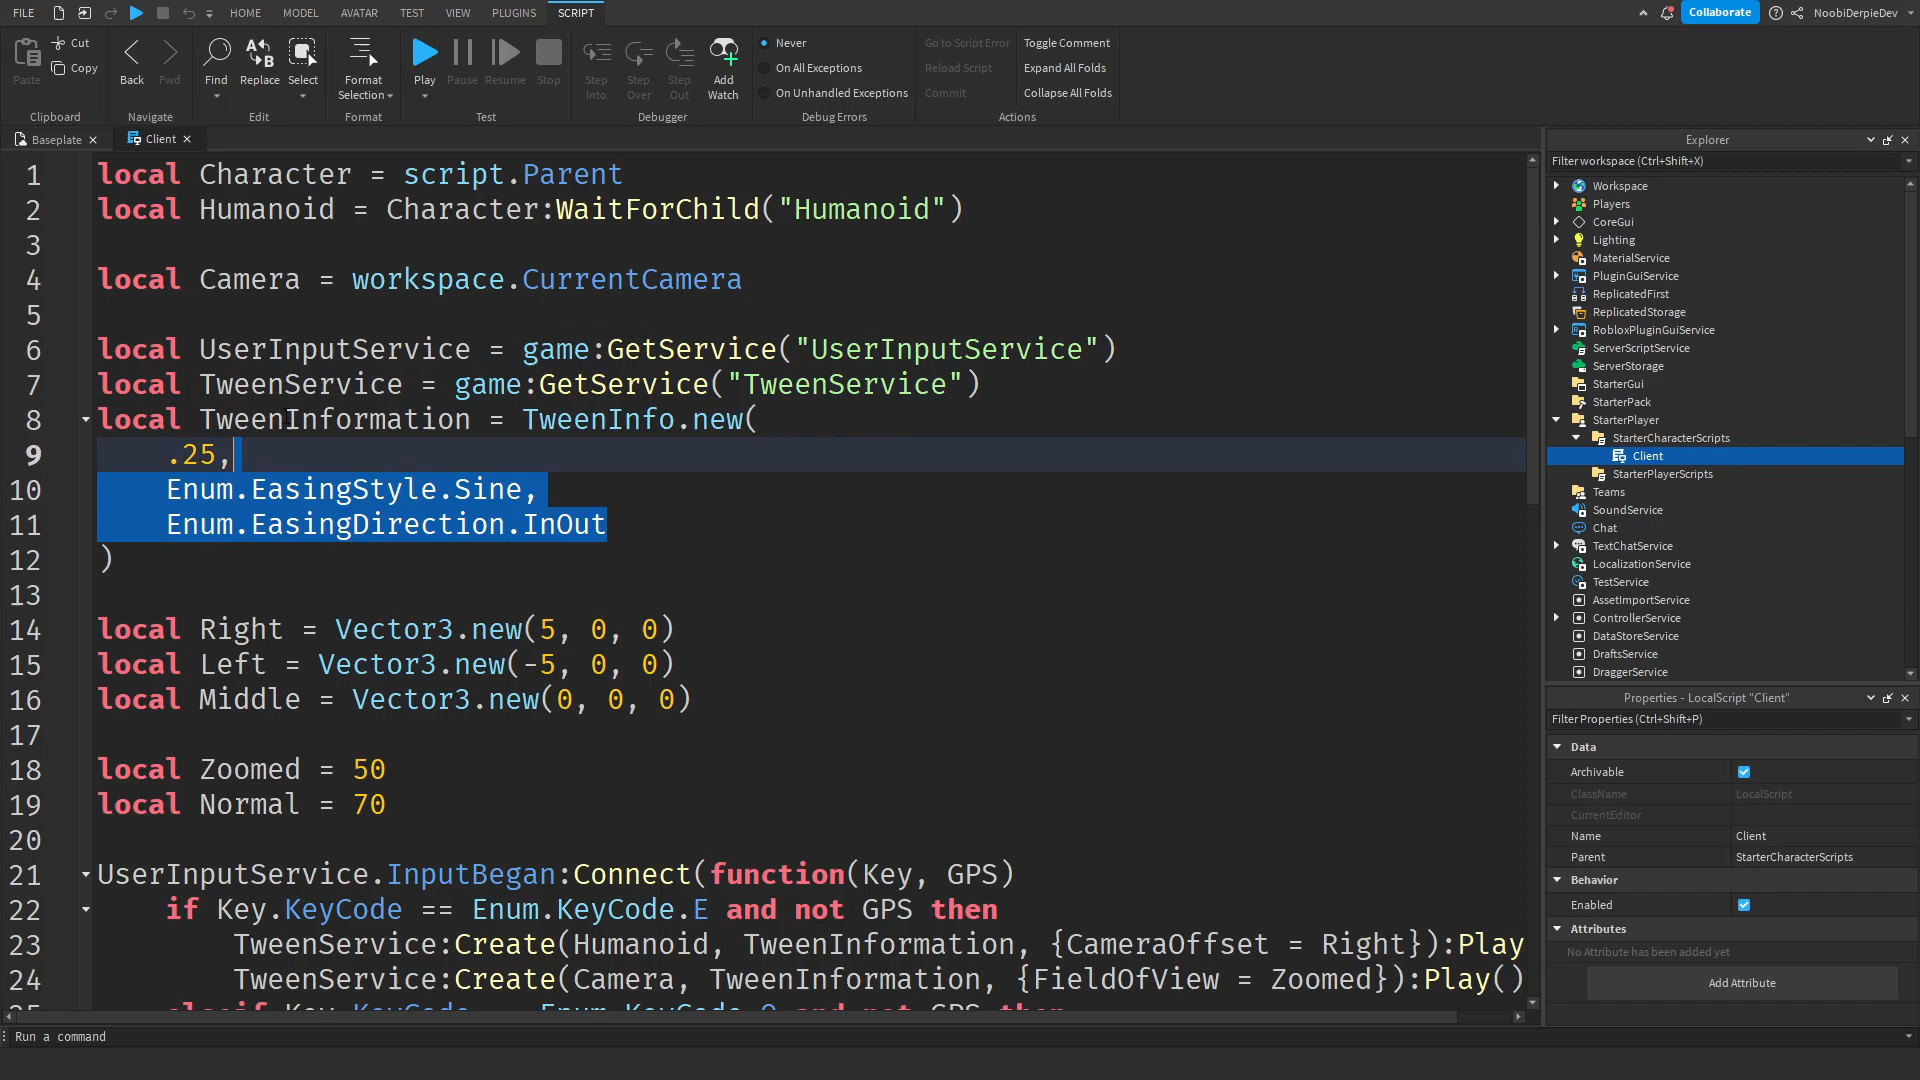 FILE HOME MODEL AVATAR TEST VIEW PLUGINS SCRIPT Collaborate NoobiDerpieDev
Paste Cut Copy Back Fwd Find Replace Select Format Selection Play Pause Resume Stop Step Into Step Over Step Out Add Watch
Never
On All Exceptions
On Unhandled Exceptions
Go to Script Error
Reload Script
Commit
Toggle Comment
Expand All Folds
Collapse All Folds
Clipboard Navigate Edit Format Test Debugger Debug Errors Actions
Baseplate Client
1 local Character = script.Parent
2 local Humanoid = Character:WaitForChild("Humanoid")
3
4 local Camera = workspace.CurrentCamera
5
6 local UserInputService = game:GetService("UserInputService")
7 local TweenService = game:GetService("TweenService")
8 local TweenInformation = TweenInfo.new(
9 .25,
10 Enum.EasingStyle.Sine,
11 Enum.EasingDirection.InOut
12 )
13
14 local Right = Vector3.new(5, 0, 0)
15 local Left = Vector3.new(-5, 0, 0)
16 local Middle = Vector3.new(0, 0, 0)
17
18 local Zoomed = 50
19 local Normal = 70
20
21 UserInputService.InputBegan:Connect(function(Key, GPS)
22 if Key.KeyCode == Enum.KeyCode.E and not GPS then
23 TweenService:Create(Humanoid, TweenInformation, {CameraOffset = Right}):Play
24 TweenService:Create(Camera, TweenInformation, {FieldOfView = Zoomed}):Play()
Run a command
Explorer
Filter workspace (Ctrl+Shift+X)
Workspace
Players
CoreGui
Lighting
MaterialService
PluginGuiService
ReplicatedFirst
ReplicatedStorage
RobloxPluginGuiService
ServerScriptService
ServerStorage
StarterGui
StarterPack
StarterPlayer
StarterCharacterScripts
Client
StarterPlayerScripts
Teams
SoundService
Chat
TextChatService
LocalizationService
TestService
AssetImportService
ControllerService
DataStoreService
DraftsService
DraggerService
Properties - LocalScript "Client"
Filter Properties (Ctrl+Shift+P)
Data
Archivable
ClassName LocalScript
CurrentEditor
Name Client
Parent StarterCharacterScripts
Behavior
Enabled
Attributes
No Attribute has been added yet
Add Attribute